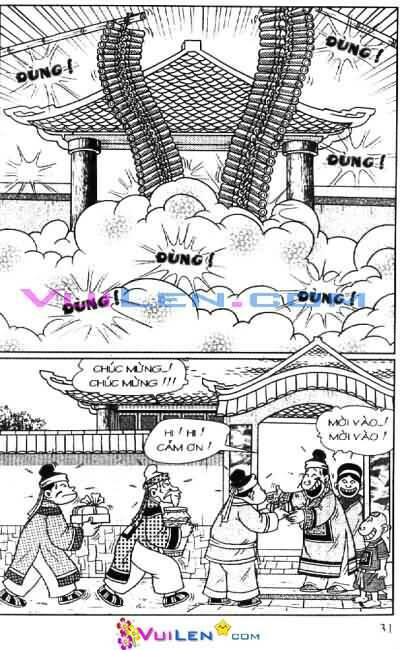 ĐÙNG!
ĐÙNG!
ĐÙNG!
ĐÙNG!
ĐÙNG!
ĐÙNG!
ĐÙNG!
VUILEN.COM
CHÚC MỪNG...!
CHÚC MỪNG!!!
HI! HI!
CẢM ƠN!
MỜI VÀO...!
MỜI VÀO!
31
VUILEN.COM